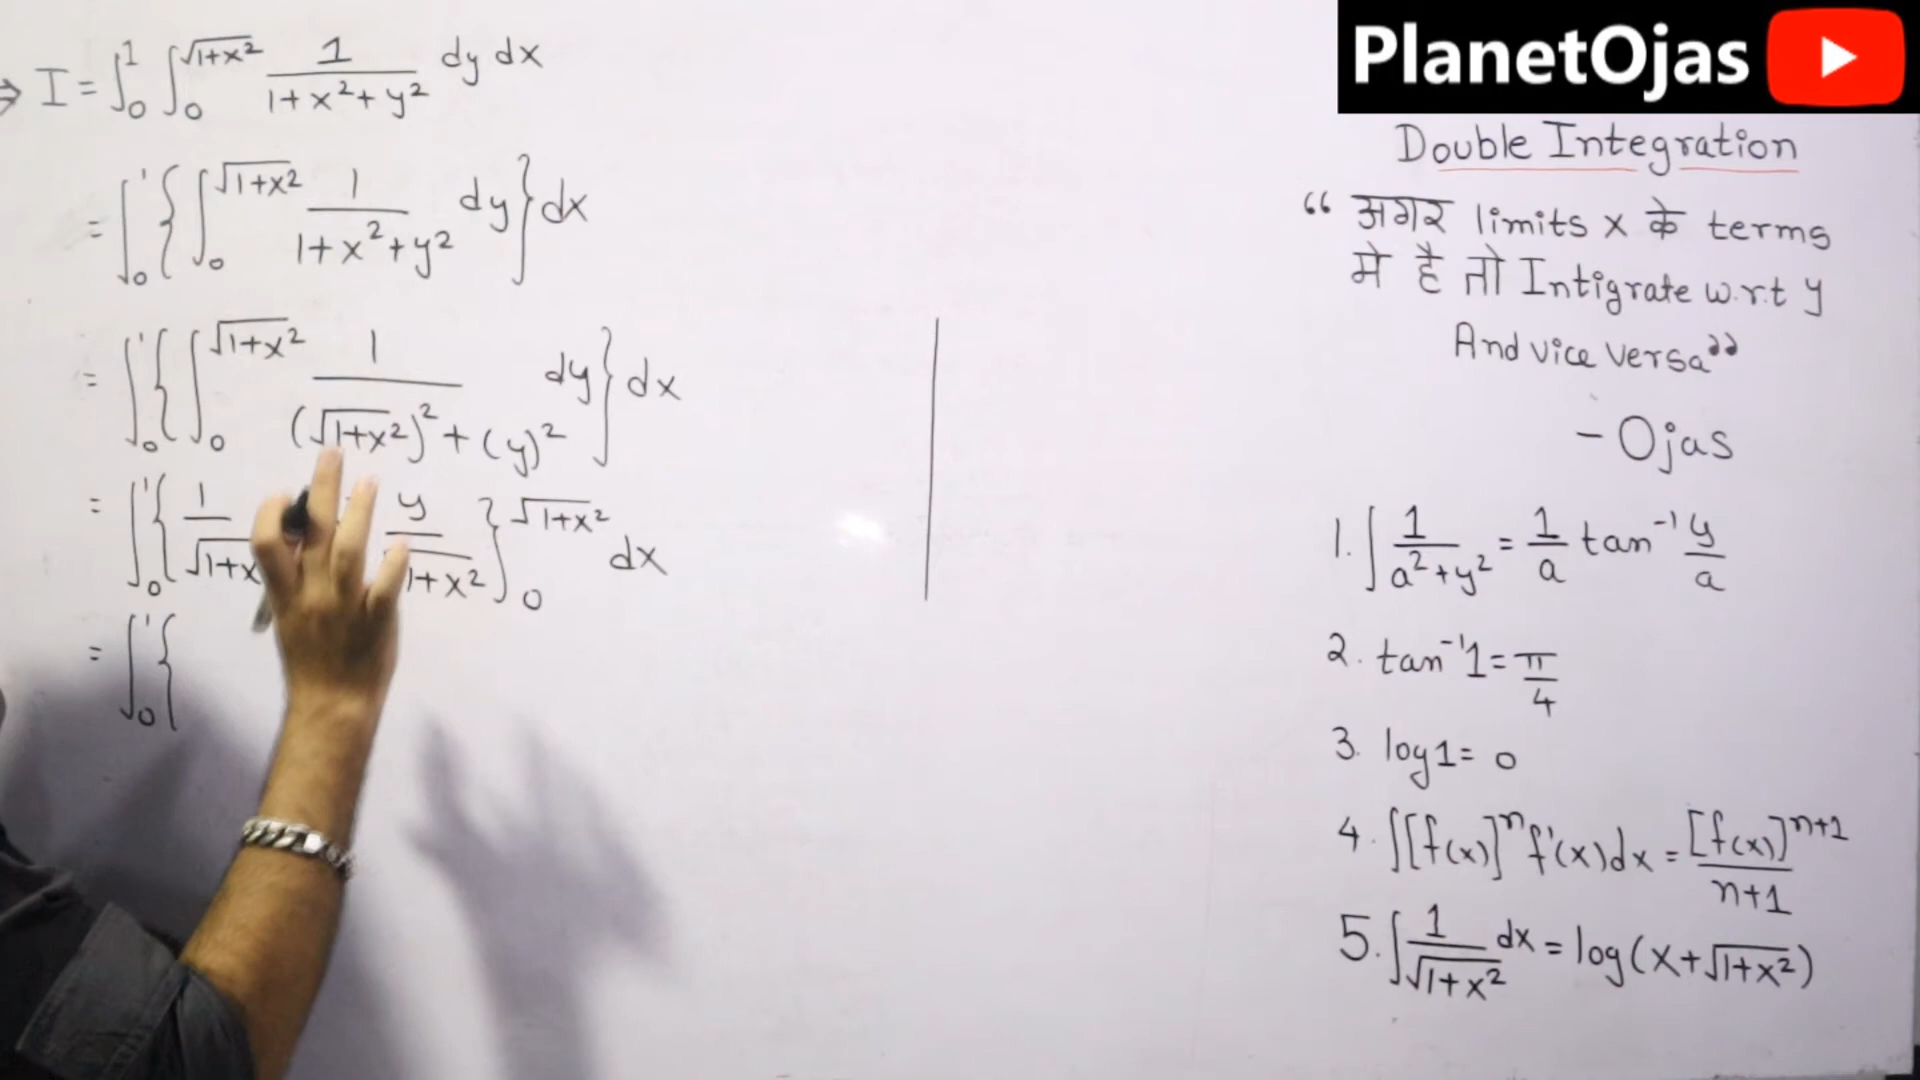 PlanetOjas
⇒ I = ∫₀¹ ∫₀^√(1+x²) 1/(1+x²+y²) dy dx
= ∫₀¹ { ∫₀^√(1+x²) 1/(1+x²+y²) dy } dx
= ∫₀¹ { ∫₀^√(1+x²) 1/((√(1+x²))² + (y)²) dy } dx
= ∫₀¹ { 1/√(1+x y/ 1+x² }₀^√(1+x²) dx
= ∫₀¹ {
Double Integration
“ अगर limits x के terms
मे है तो Intigrate w.r.t y
And vice versa”
- Ojas
1. ∫ 1/(a²+y²) = 1/a tan⁻¹ y/a
2. tan⁻¹1 = π/4
3. log1 = 0
4. ∫[f(x)]ⁿ f'(x)dx = [f(x)]ⁿ⁺¹/(n+1)
5. ∫ 1/√(1+x²) dx = log(x+√(1+x²))